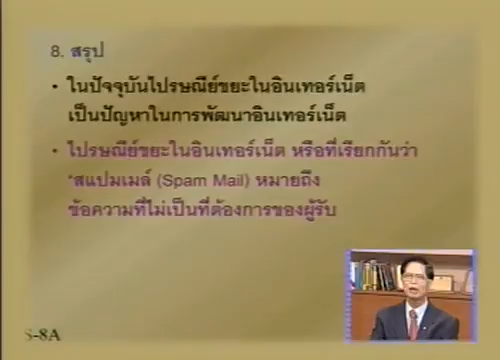 8. สรุป
• ในปัจจุบันไปรษณีย์ขยะในอินเทอร์เน็ต
เป็นปัญหาในการพัฒนาอินเทอร์เน็ต
• ไปรษณีย์ขยะในอินเทอร์เน็ต หรือที่เรียกกันว่า
"สแปมเมล์ (Spam Mail) หมายถึง
ข้อความที่ไม่เป็นที่ต้องการของผู้รับ
S-8A